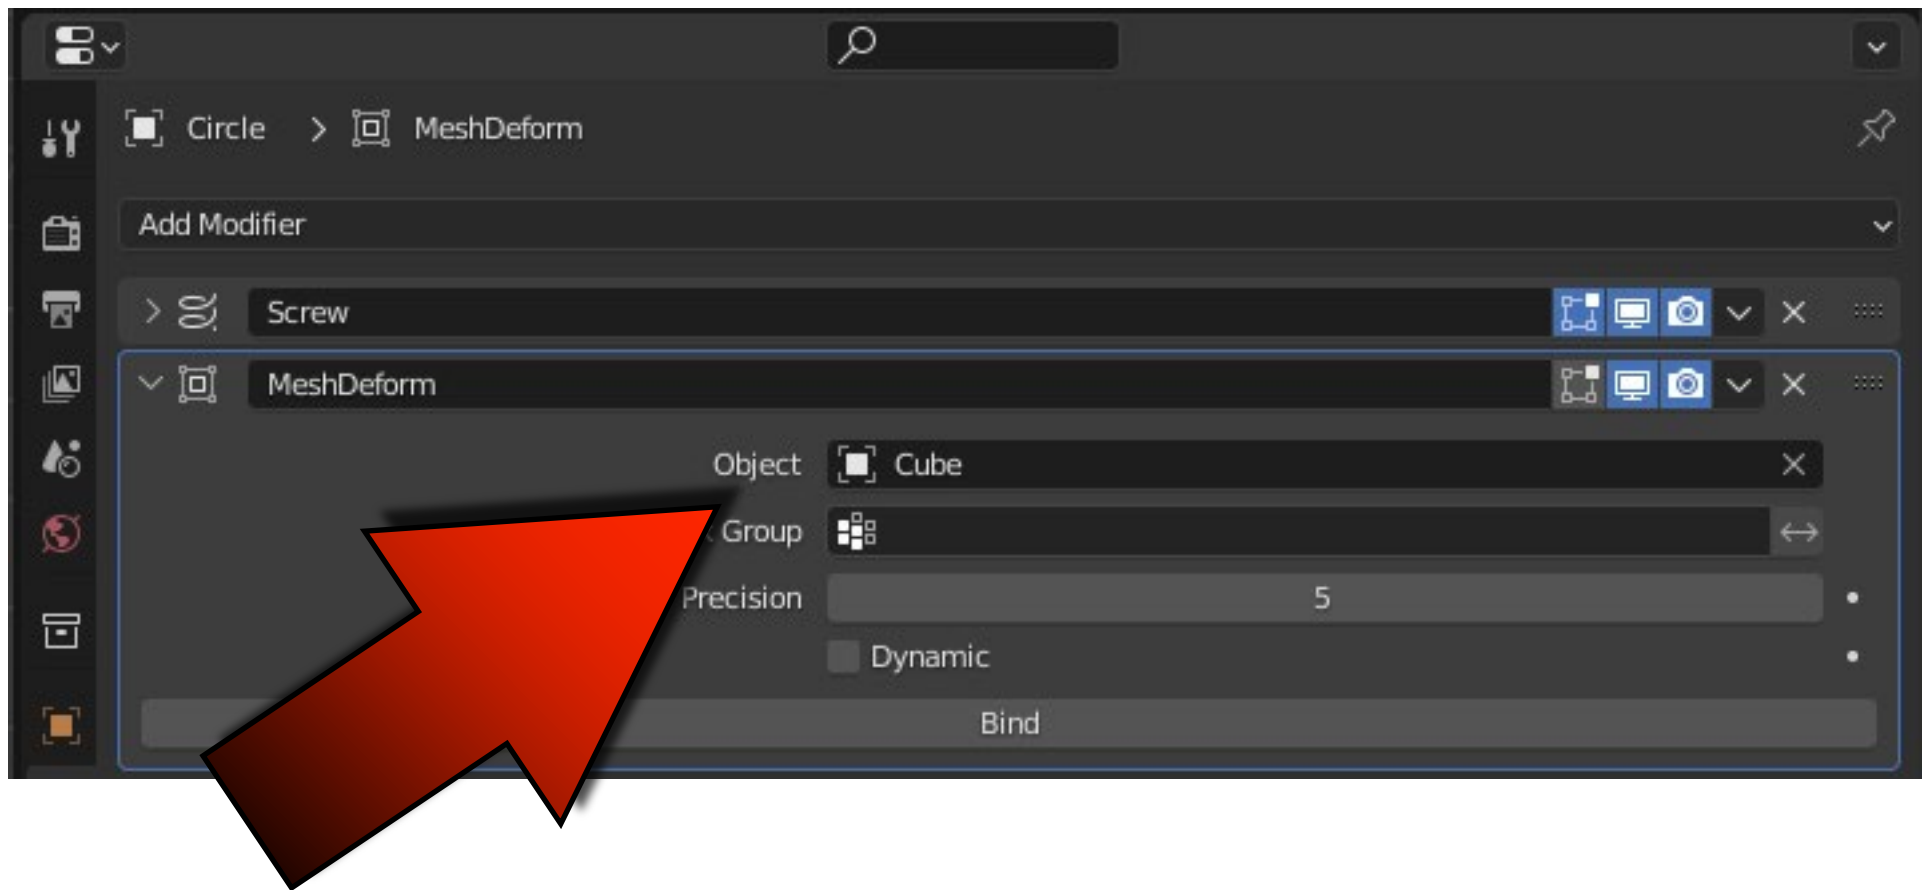 Circle > MeshDeform
Add Modifier
Screw
MeshDeform
Object Cube
Group
Precision 5
Dynamic
Bind